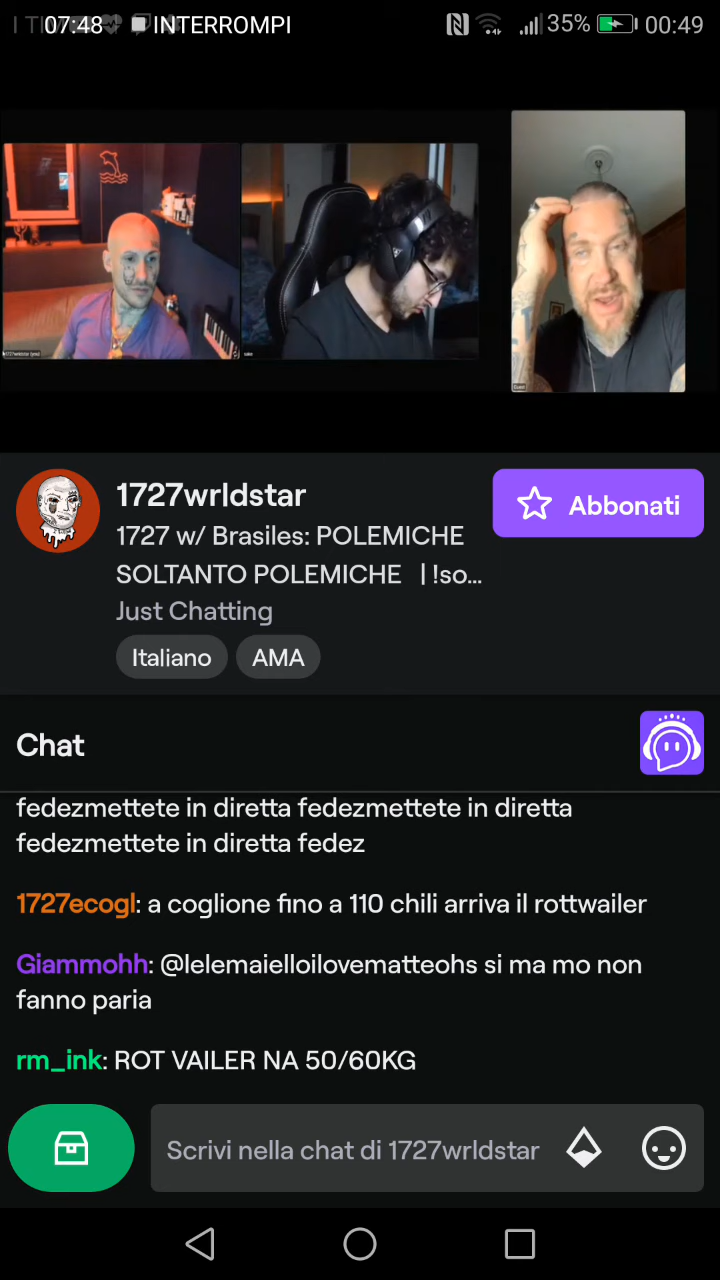 07:48 INTERROMPI 35% 00:49
1727wrldstar
Abbonati
1727 w/ Brasiles: POLEMICHE
SOLTANTO POLEMICHE | !so...
Just Chatting
Italiano AMA
Chat
fedezmettete in diretta fedezmettete in diretta
fedezmettete in diretta fedez
1727ecogl: a coglione fino a 110 chili arriva il rottwailer
Giammohh: @lelemaielloilovematteohs si ma mo non
fanno paria
rm_ink: ROT VAILER NA 50/60KG
Scrivi nella chat di 1727wrldstar